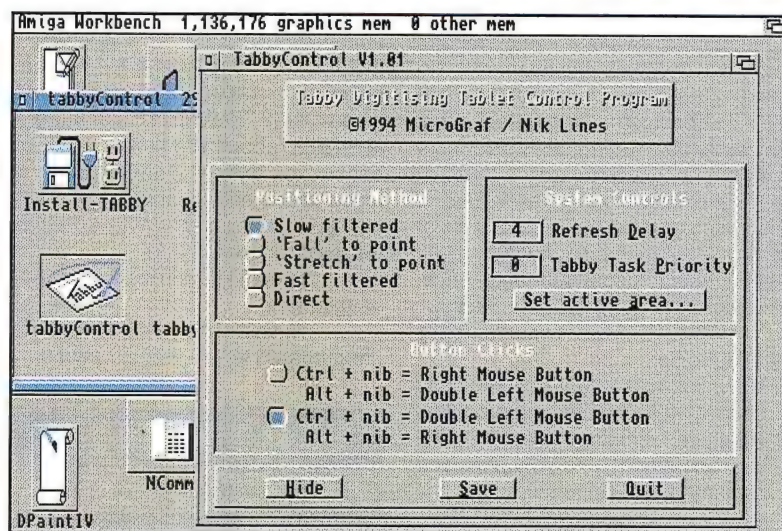 Amiga Workbench 1,136,176 graphics mem 0 other mem
TabbyControl V1.01
tabbyControl 
Tabby Digitising Tablet Control Program
©1994 MicroGraf / Nik Lines
Install-TABBY
Positioning Method
Slow filtered
'Fall' to point
'Stretch' to point
Fast filtered
Direct
System Controls
4 Refresh Delay
0 Tabby Task Priority
Set active area...
Tabby
tabbyControl
Button Clicks
Ctrl + nib = Right Mouse Button
Alt + nib = Double Left Mouse Button
Ctrl + nib = Double Left Mouse Button
Alt + nib = Right Mouse Button
Hide Save Quit
DPaintIV